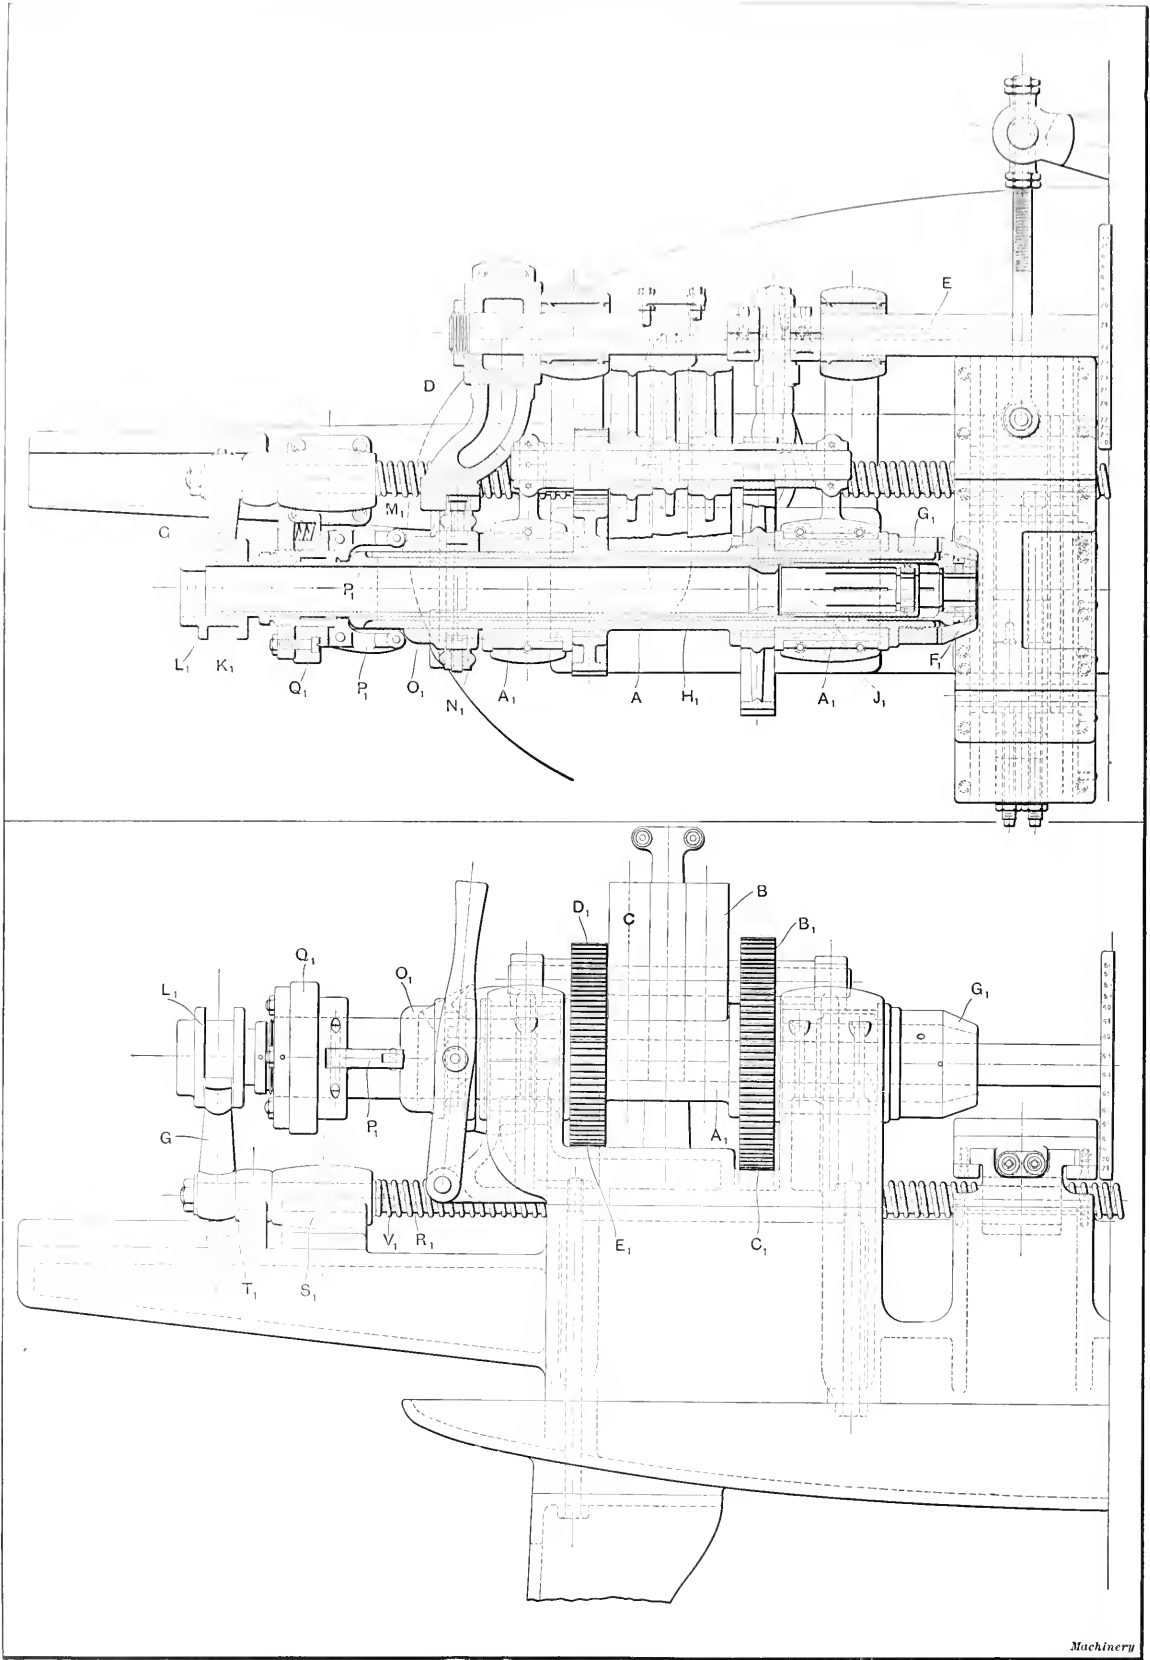 E
D
M₁
G₁
G
P₁
L₁ K₁
Q₁
P₁
O₁
N₁
A₁
A
H₁
A₁
J₁
F₁
B
D₁
C
B₁
Q₁
O₁
L₁
G₁
G
P₁
A₁
V₁ R₁
E₁
C₁
T₁
S₁
Machinery